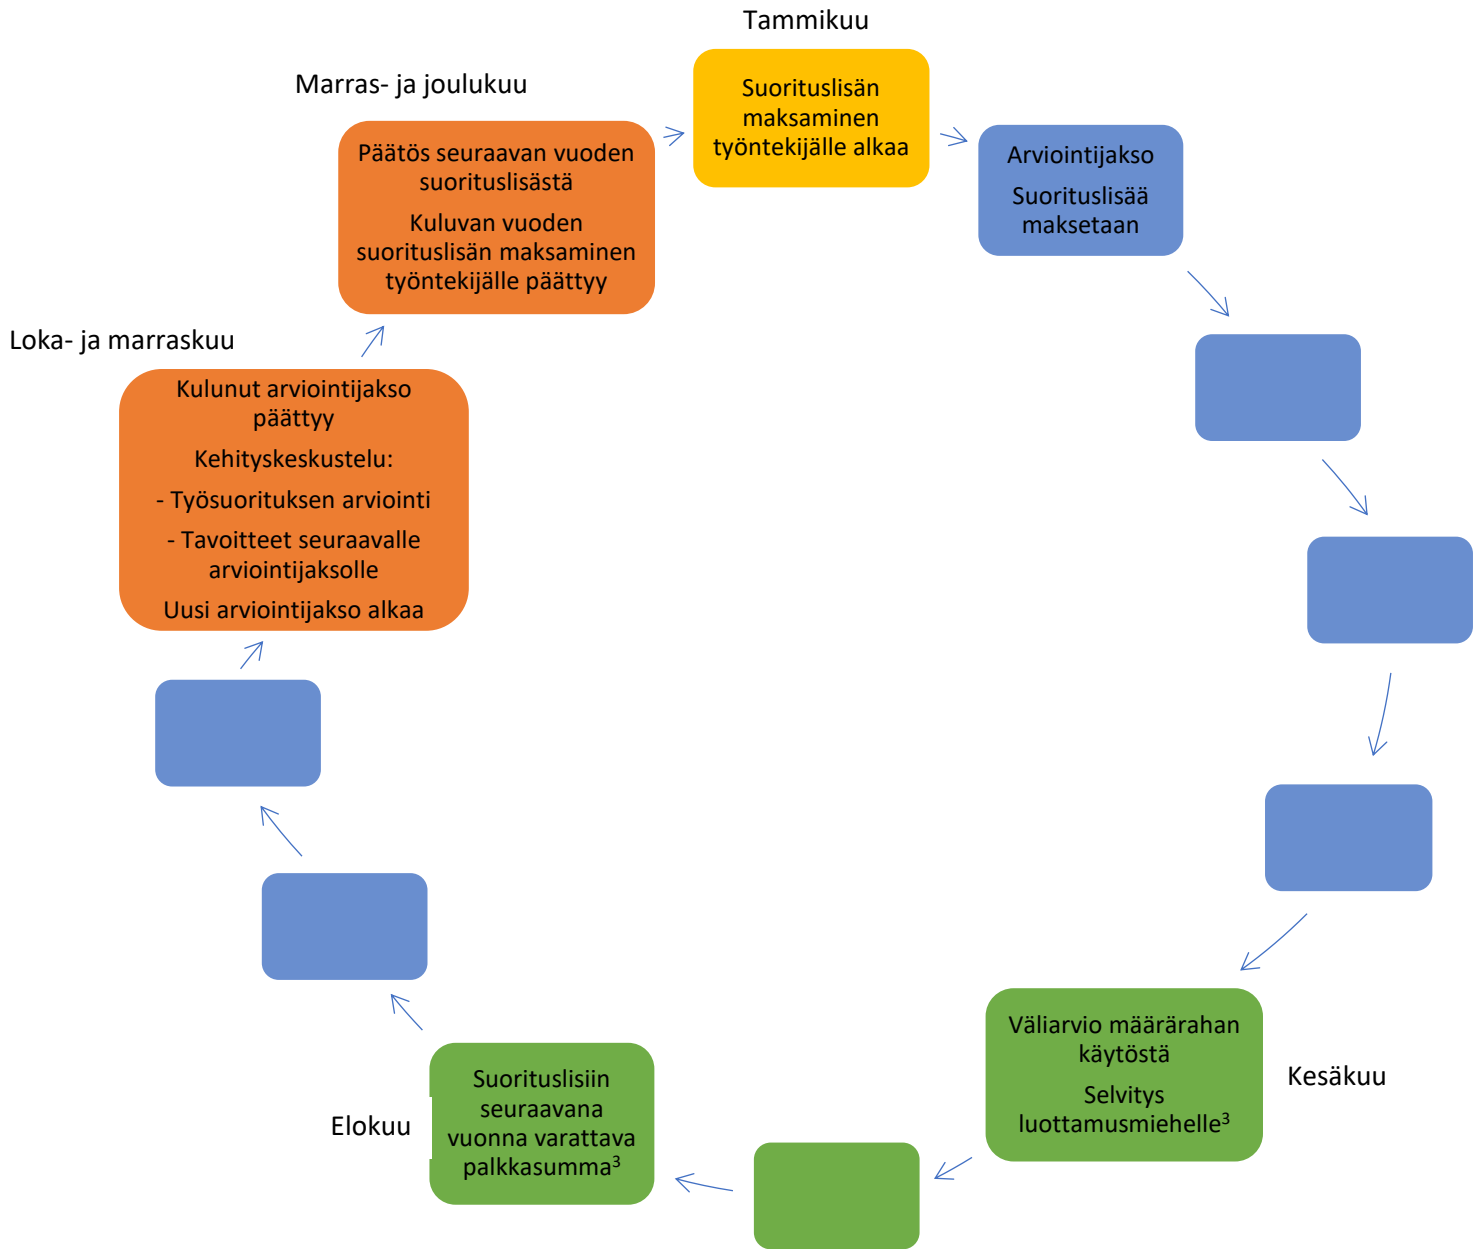 Tammikuu
Suorituslisän
maksaminen
työntekijälle alkaa
Arviointijakso
Suorituslisää
maksetaan
Kesäkuu
Väliarvio määrärahan
käytöstä
Selvitys
luottamusmiehelle³
Elokuu
Suorituslisiin
seuraavana
vuonna varattava
palkkasumma³
Loka- ja marraskuu
Kulunut arviointijakso
päättyy
Kehityskeskustelu:
- Työsuorituksen arviointi
- Tavoitteet seuraavalle
arviointijaksolle
Uusi arviointijakso alkaa
Marras- ja joulukuu
Päätös seuraavan vuoden
suorituslisästä
Kuluvan vuoden
suorituslisän maksaminen
työntekijälle päättyy